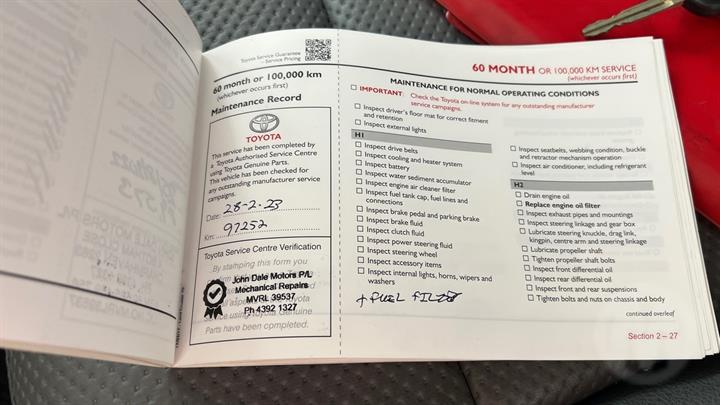 Toyota Service Guarantee
– Service Pricing
60 month or 100,000 km
(whichever occurs first)
Maintenance Record
TOYOTA
This service has been completed by
a Toyota Authorised Service Centre
using Toyota Genuine Parts.
This vehicle has been checked for
any outstanding manufacturer service
campaigns.
Date: 28-2-23
Km: 97252
Toyota Service Centre Verification
By stamping this form you
John Dale Motors P/L
Mechanical Repairs
MVRL 39537
Ph 4392 1327
Parts have been completed.
60 MONTH OR 100,000 KM SERVICE
(whichever occurs first)
MAINTENANCE FOR NORMAL OPERATING CONDITIONS
IMPORTANT: Check the Toyota on-line system for any outstanding manufacturer
service campaigns.
Inspect driver's floor mat for correct fitment
and retention
Inspect external lights
H1
Inspect drive belts
Inspect cooling and heater system
Inspect battery
Inspect water sediment accumulator
Inspect engine air cleaner filter
Inspect fuel tank cap, fuel lines and
connections
Inspect brake pedal and parking brake
Inspect brake fluid
Inspect clutch fluid
Inspect power steering fluid
Inspect steering wheel
Inspect accessory items
Inspect internal lights, horns, wipers and
washers
+ FUEL FILTER
Inspect seatbelts, webbing condition, buckle
and retractor mechanism operation
Inspect air conditioner, including refrigerant
level
H2
Drain engine oil
Replace engine oil filter
Inspect exhaust pipes and mountings
Inspect steering linkage and gear box
Lubricate steering knuckle, drag link,
kingpin, centre arm and steering linkage
Lubricate propeller shaft
Tighten propeller shaft bolts
Inspect front differential oil
Inspect rear differential oil
Inspect front and rear suspensions
Tighten bolts and nuts on chassis and body
continued overleaf
Section 2 – 27